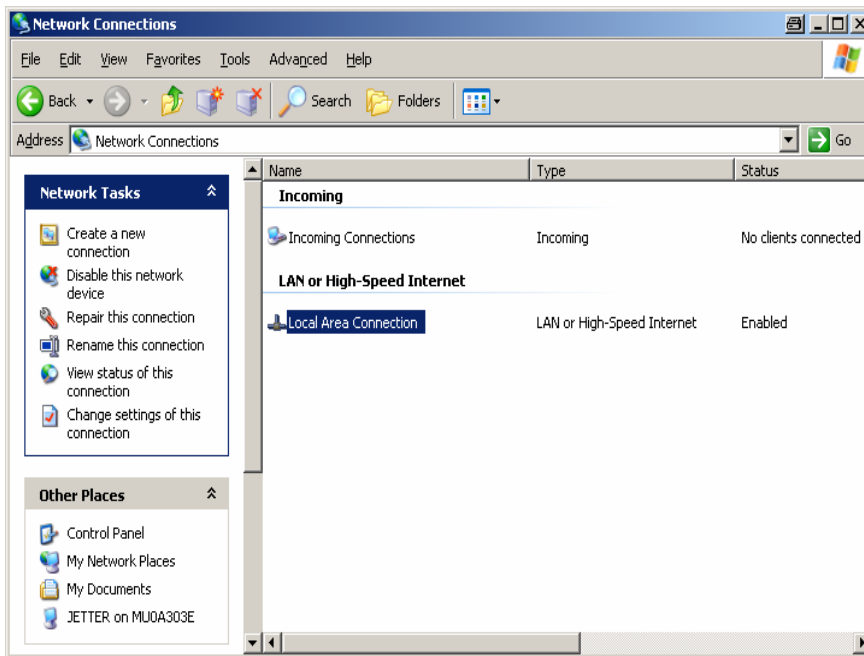 Network Connections
File Edit View Favorites Tools Advanced Help
Back Search Folders
Address Network Connections Go
Network Tasks
Create a new
connection
Disable this network
device
Repair this connection
Rename this connection
View status of this
connection
Change settings of this
connection
Other Places
Control Panel
My Network Places
My Documents
JETTER on MU0A303E
Name Type Status
Incoming
Incoming Connections Incoming No clients connected
LAN or High-Speed Internet
Local Area Connection LAN or High-Speed Internet Enabled